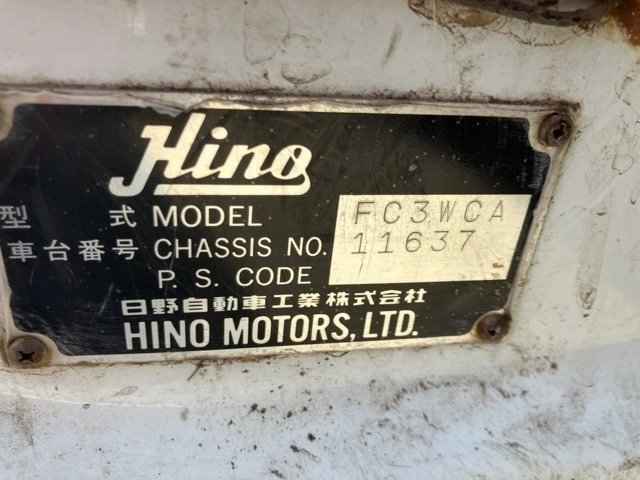 Hino
型 式 MODEL FC3WCA
車台番号 CHASSIS NO. 11637
P. S. CODE
日野自動車工業株式会社
HINO MOTORS, LTD.